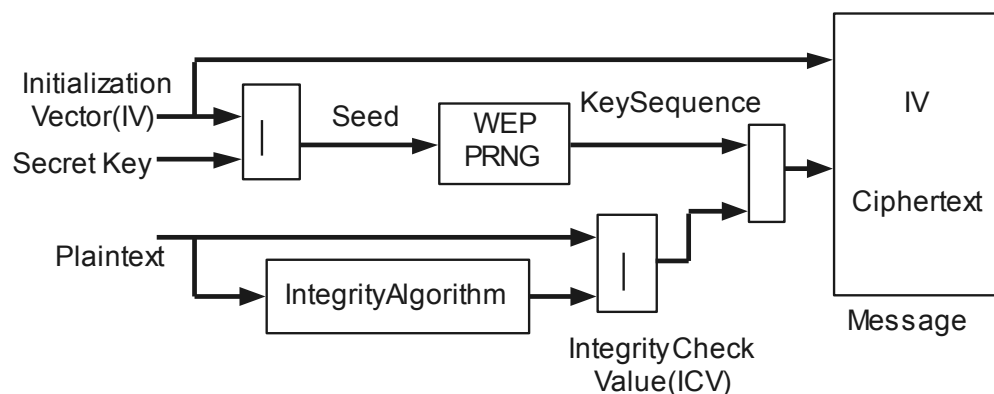 Initialization
Vector(IV)
Secret Key
|
Seed
WEP
PRNG
KeySequence
IV
Ciphertext
Message
Plaintext
IntegrityAlgorithm
|
IntegrityCheck
Value(ICV)